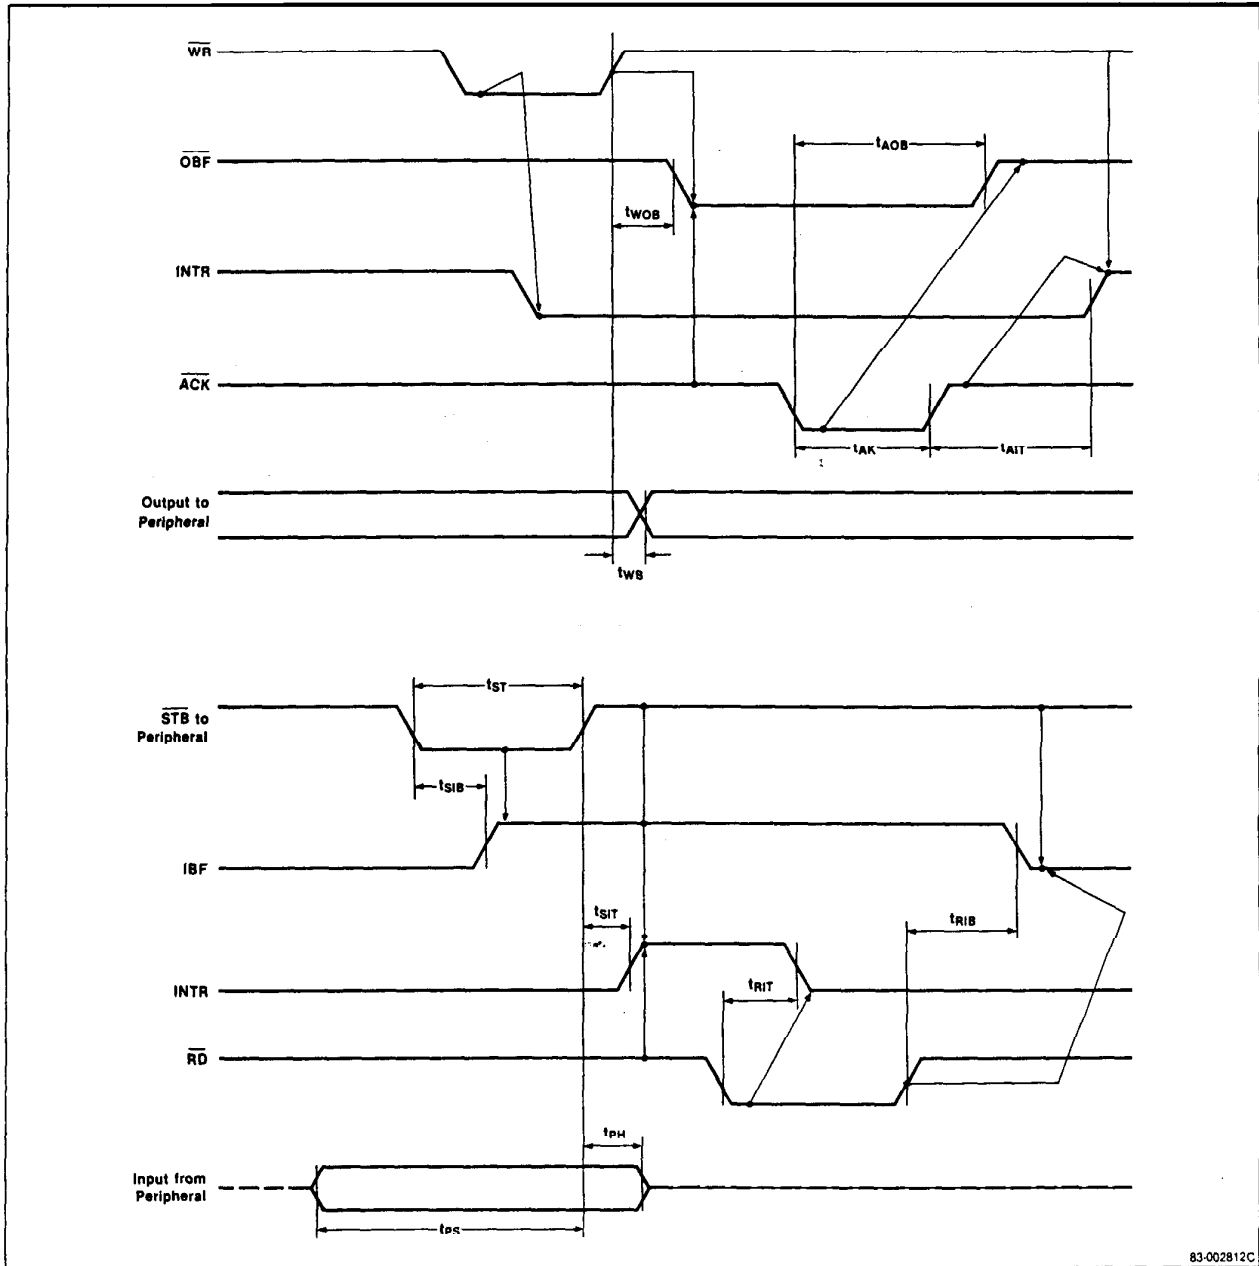 WR
OBF
tAOB
tWOB
INTR
ACK
tAK
tAIT
Output to
Peripheral
tWB
tST
STB to
Peripheral
tSIB
IBF
tSIT
tRIB
INTR
tRIT
RD
tPH
Input from
Peripheral
tPS
83-002812C